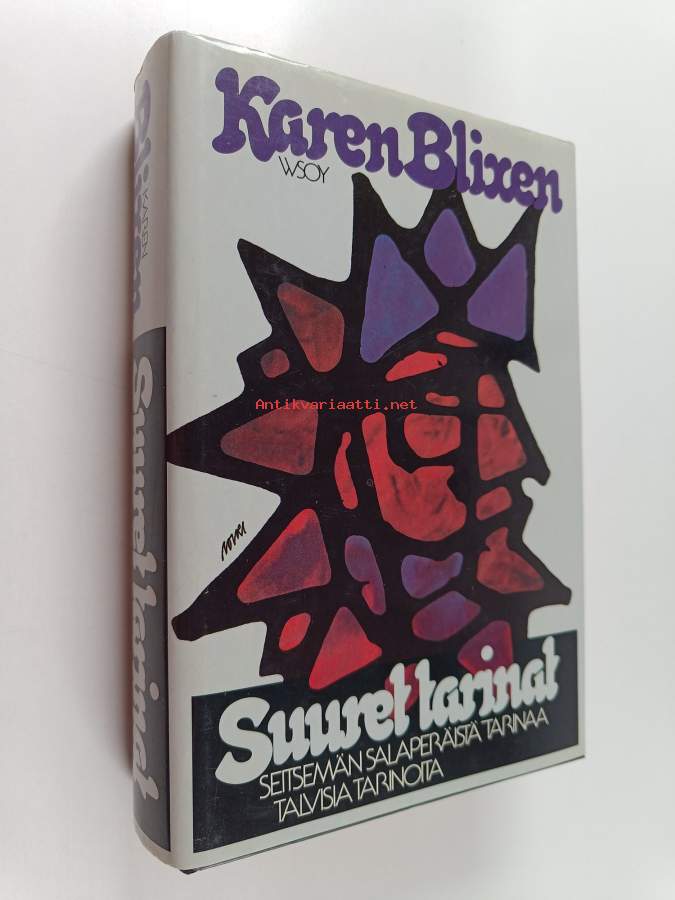 Karen Blixen
WSOY
Antikvariaatti.net
Suuret tarinat
SEITSEMÄN SALAPERÄISTÄ TARINAA
TALVISIA TARINOITA
KAREN
Blixen
Suuret tarinat